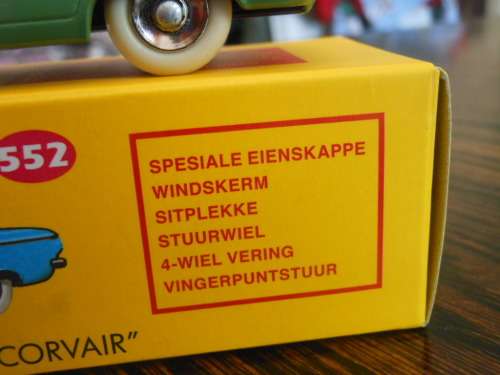 552
SPESIALE EIENSKAPPE
WINDSKERM
SITPLEKKE
STUURWIEL
4-WIEL VERING
VINGERPUNTSTUUR
CORVAIR"